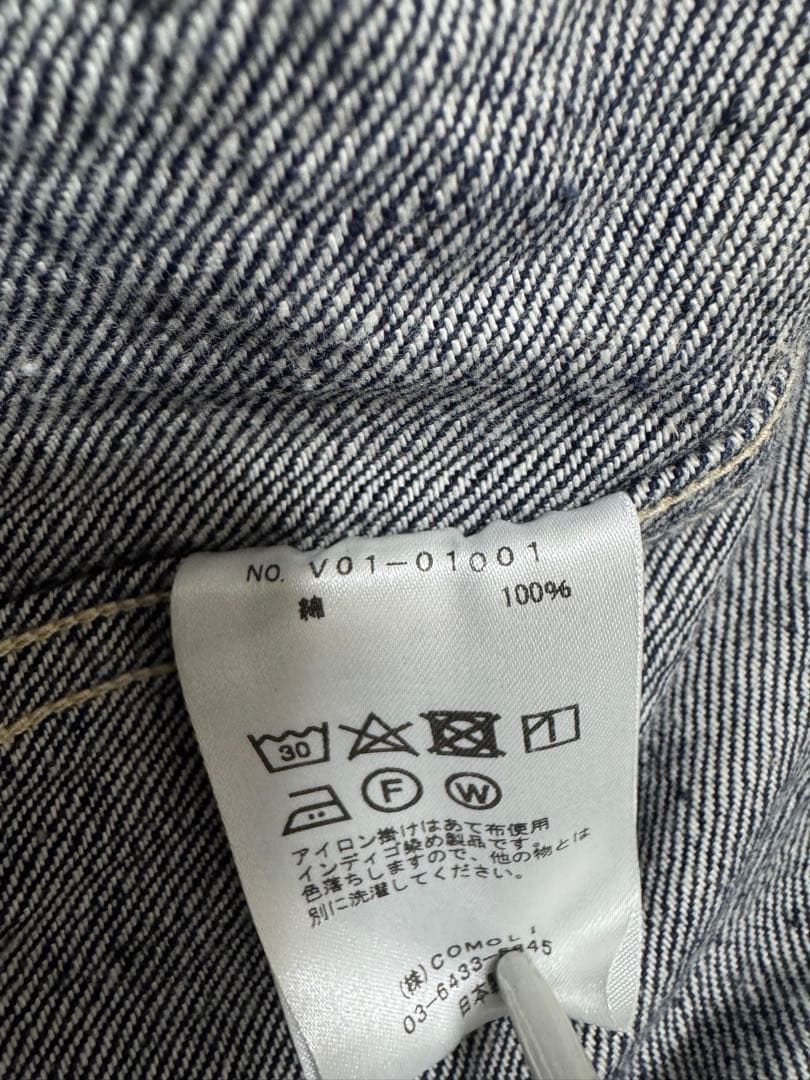 NO. V01-01001
綿 100%
30
F W
アイロン掛けはあて布使用
インディゴ染め製品です。
色落ちしますので、他の物とは
別に洗濯してください。
(株)COMOLI
03-6433-
日本